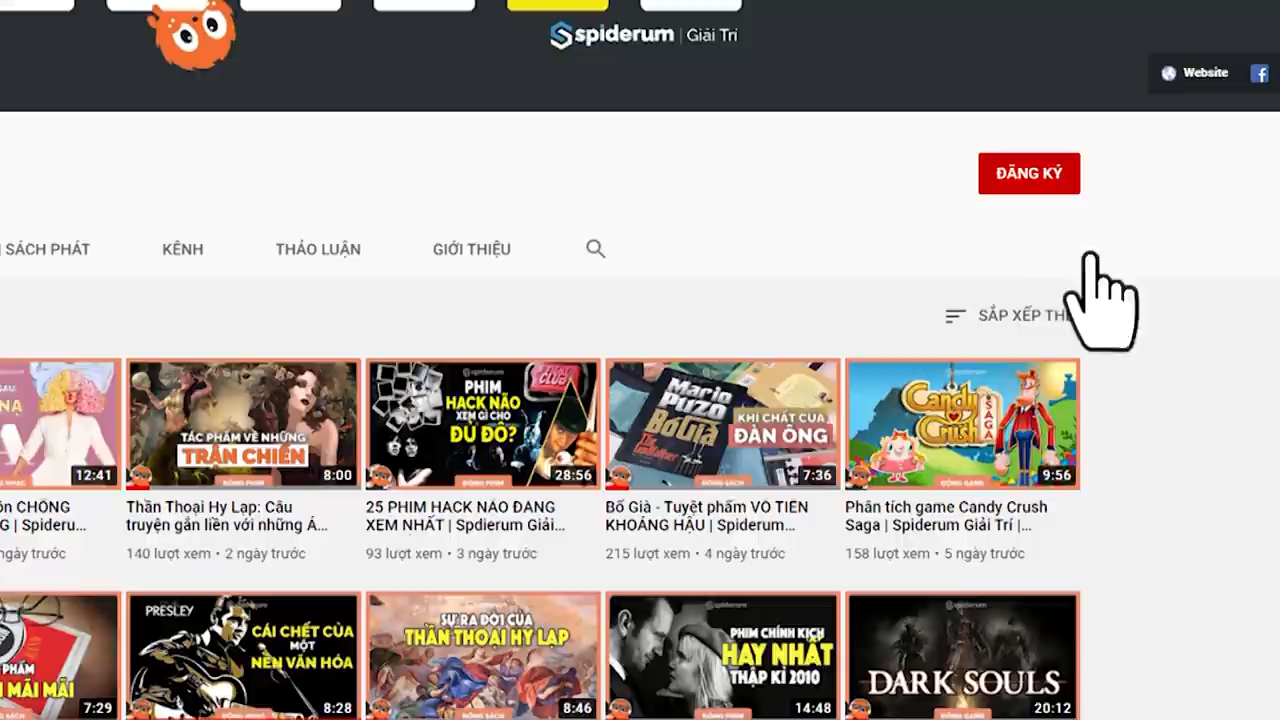 spiderum | Giải Trí
Website
ĐĂNG KÝ
SÁCH PHÁT
KÊNH
THẢO LUẬN
GIỚI THIỆU
SẮP XẾP
12:41
TÁC PHẨM VỀ NHỮNG
TRẬN CHIẾN
8:00
PHIM
HACK NÃO
XEM GÌ CHO
ĐỦ ĐÔ?
28:56
Mario
Puzo
BoGia
The
Godfather
KHÍ CHẤT CỦA
ĐÀN ÔNG
7:36
Candy
Crush
SAGA
9:56
CHỐNG
G | Spideru...
ngày trước
Thần Thoại Hy Lạp: Câu
truyện gắn liền với những Á...
140 lượt xem • 2 ngày trước
25 PHIM HACK NÃO ĐANG
XEM NHẤT | Spdierum Giải...
93 lượt xem • 3 ngày trước
Bố Già - Tuyệt phẩm VÔ TIỀN
KHOÁNG HẬU | Spiderum...
215 lượt xem • 4 ngày trước
Phân tích game Candy Crush
Saga | Spiderum Giải Trí |...
158 lượt xem • 5 ngày trước
PHẨM
MÃI MÃI
7:29
PRESLEY
CÁI CHẾT CỦA
MỘT
NỀN VĂN HÓA
8:28
SỰ RA ĐỜI CỦA
THẦN THOẠI HY LẠP
8:46
PHIM CHÍNH KỊCH
HAY NHẤT
THẬP KỈ 2010
14:48
DARK SOULS
20:12